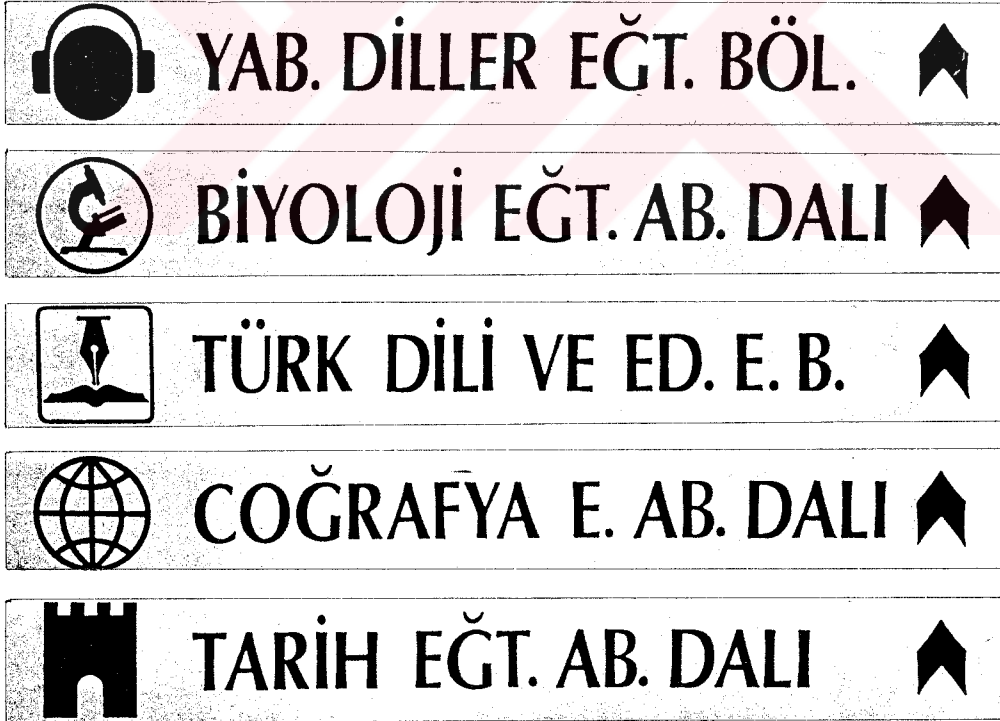 YAB. DİLLER EĞT. BÖL.
BİYOLOJİ EĞT. AB. DALI
TÜRK DİLİ VE ED. E. B.
COĞRAFYA E. AB. DALI
TARİH EĞT. AB. DALI